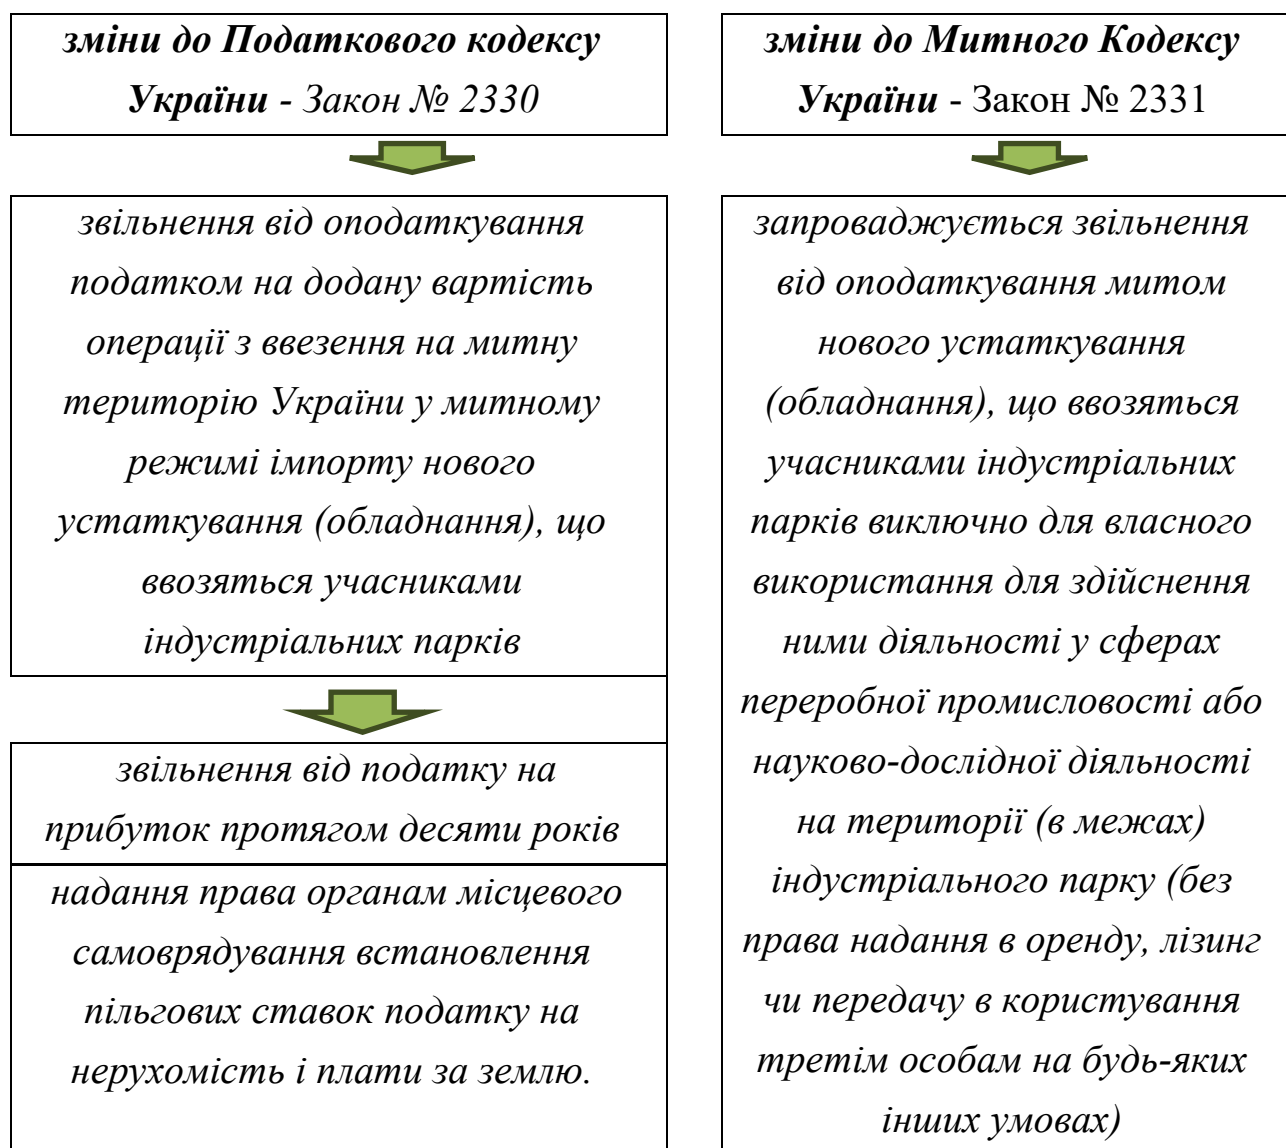 зміни до Податкового кодексу
України - Закон № 2330
звільнення від оподаткування
податком на додану вартість
операції з ввезення на митну
територію України у митному
режимі імпорту нового
устаткування (обладнання), що
ввозяться учасниками
індустріальних парків
звільнення від податку на
прибуток протягом десяти років
надання права органам місцевого
самоврядування встановлення
пільгових ставок податку на
нерухомість і плати за землю.
зміни до Митного Кодексу
України - Закон № 2331
запроваджується звільнення
від оподаткування митом
нового устаткування
(обладнання), що ввозяться
учасниками індустріальних
парків виключно для власного
використання для здійснення
ними діяльності у сферах
переробної промисловості або
науково-дослідної діяльності
на території (в межах)
індустріального парку (без
права надання в оренду, лізинг
чи передачу в користування
третім особам на будь-яких
інших умовах)